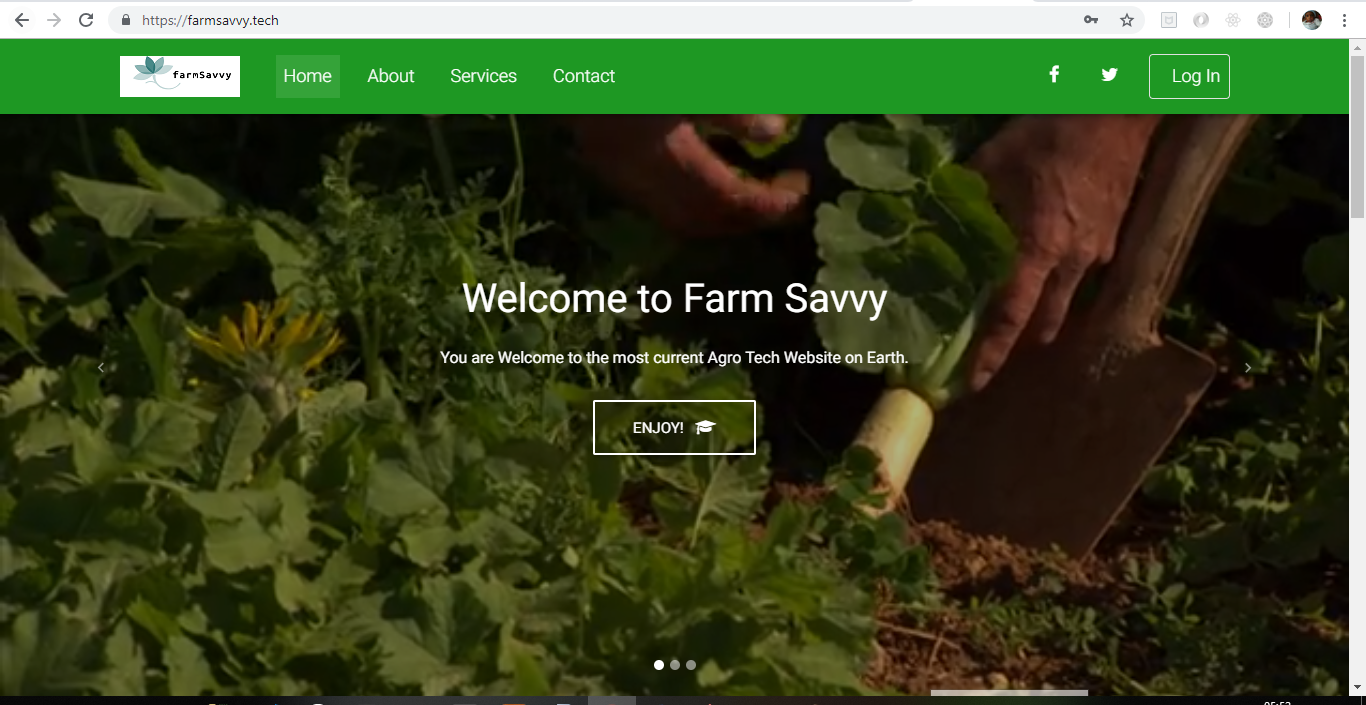 https://farmsavvy.tech
farmSavvy
Home
About
Services
Contact
Log In
Welcome to Farm Savvy
You are Welcome to the most current Agro Tech Website on Earth.
ENJOY!